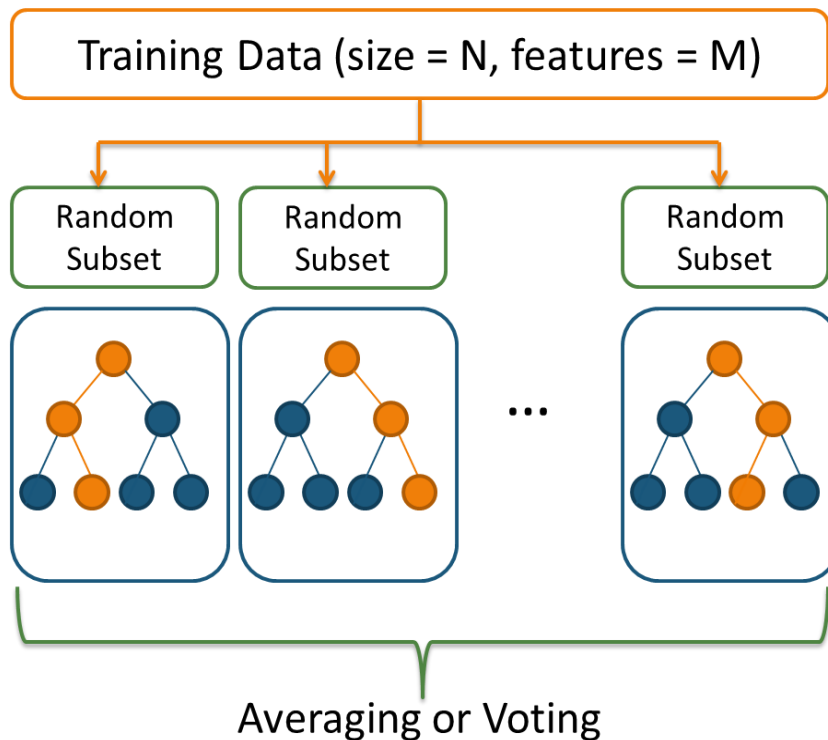 Training Data (size = N, features = M)
Random
Subset
Random
Subset
Random
Subset
...
Averaging or Voting